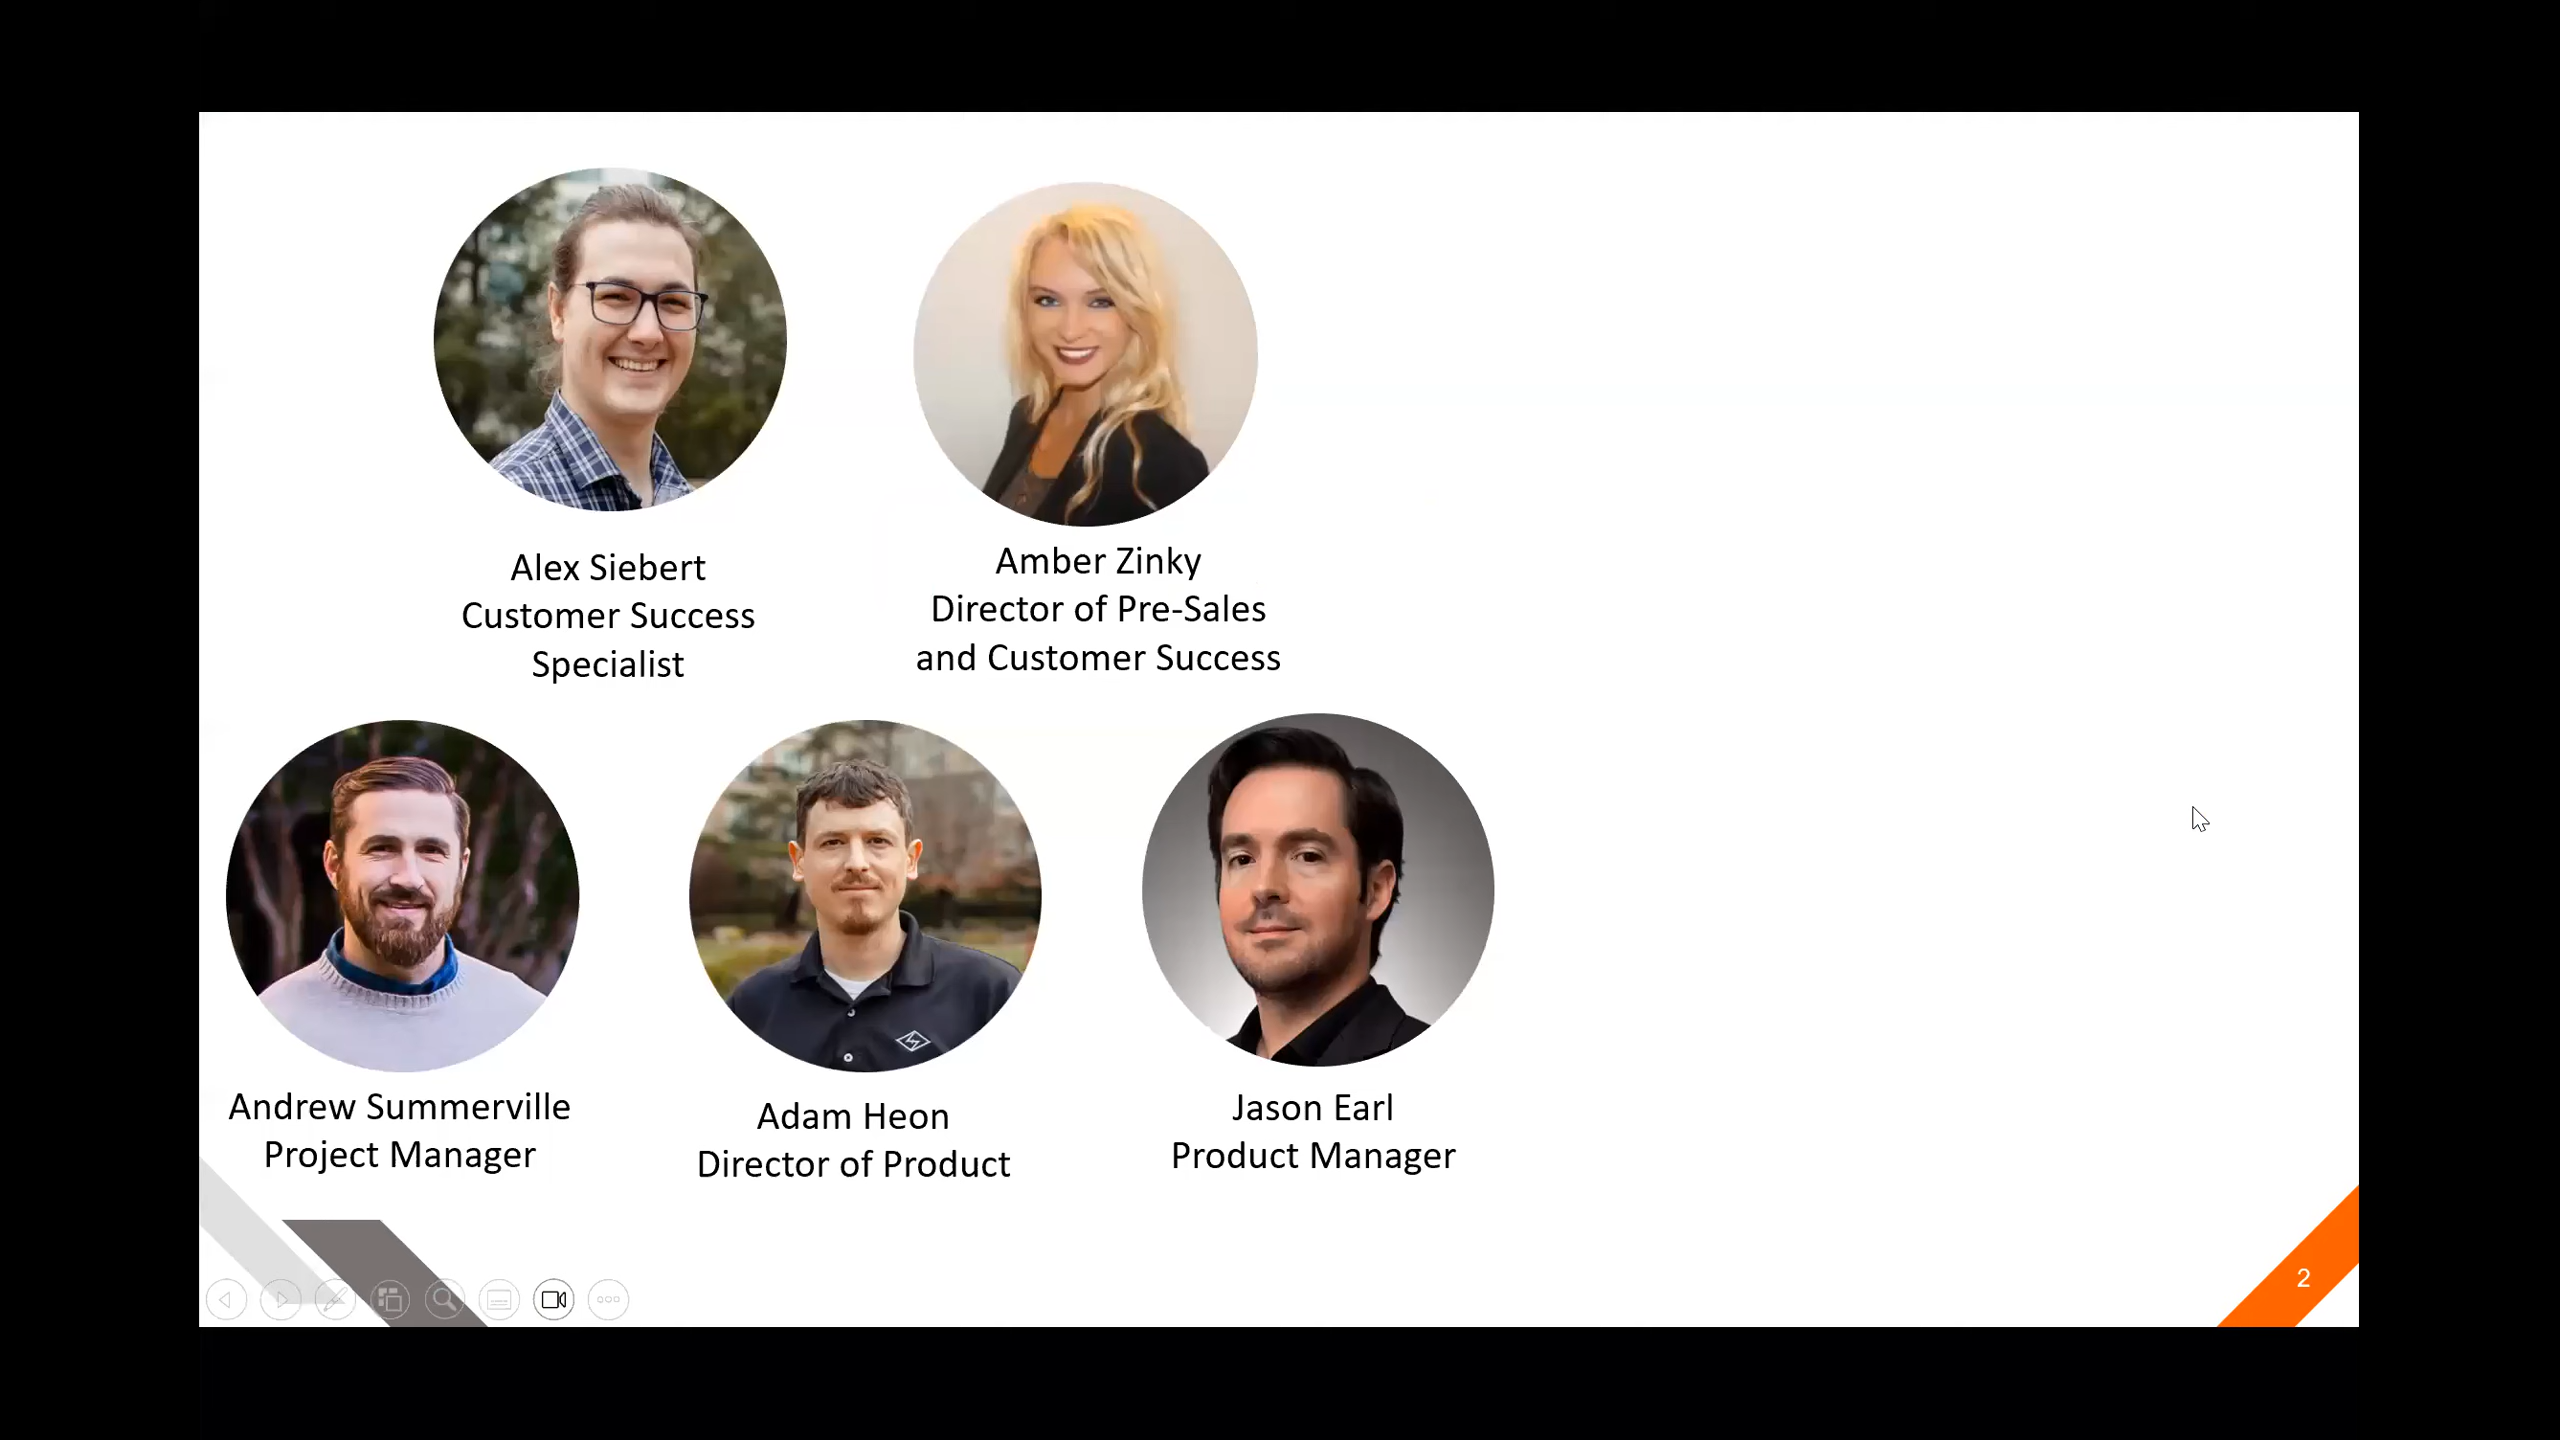 Alex Siebert
Customer Success
Specialist
Amber Zinky
Director of Pre-Sales
and Customer Success
Andrew Summerville
Project Manager
Adam Heon
Director of Product
Jason Earl
Product Manager
2